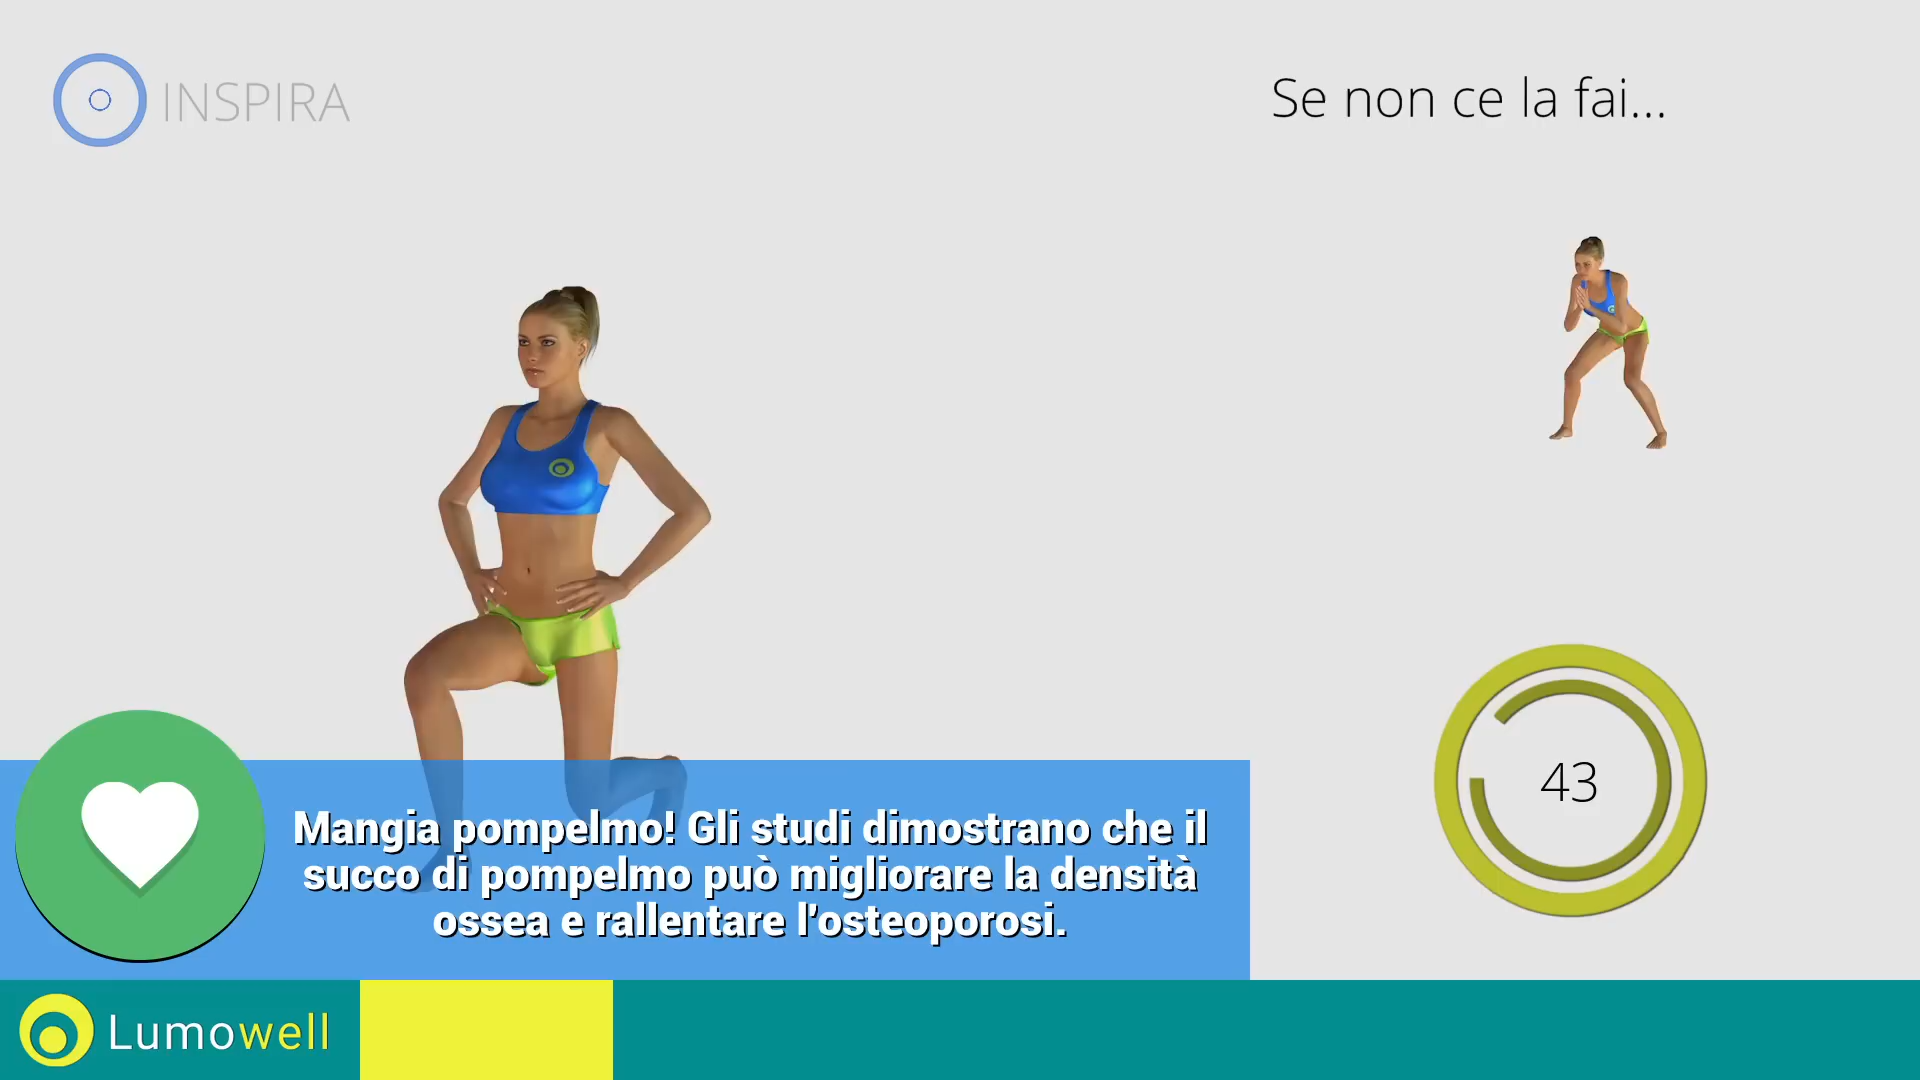 INSPIRA
Se non ce la fai...
43
Mangia pompelmo! Gli studi dimostrano che il
succo di pompelmo può migliorare la densità
ossea e rallentare l'osteoporosi.
Lumowell